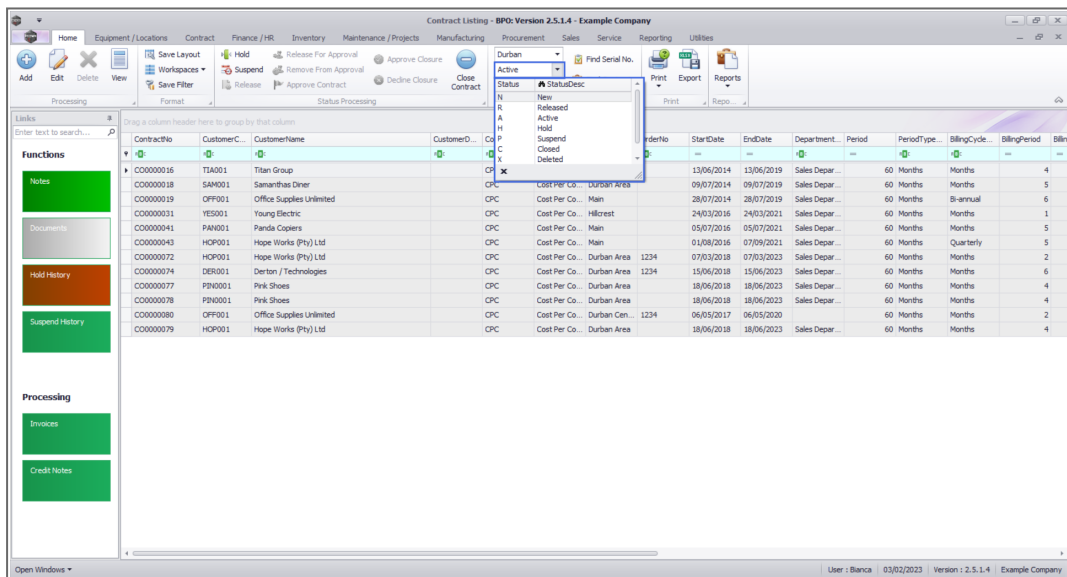 Contract Listing - BPO: Version 2.5.1.4 - Example Company
Home Equipment / Locations Contract Finance / HR Inventory Maintenance / Projects Manufacturing Procurement Sales Service Reporting Utilities
Add Edit Delete View
Processing
Save Layout
Workspaces
Save Filter
Format
Hold
Suspend
Release
Release For Approval
Remove From Approval
Approve Contract
Approve Closure
Decline Closure
Close Contract
Status Processing
Durban
Active
Find Serial No.
Print Export
Print
Reports
Repo...
Status StatusDesc
N New
R Released
A Active
H Hold
P Suspend
C Closed
X Deleted
Links
Enter text to search...
Functions
Notes
Documents
Hold History
Suspend History
Processing
Invoices
Credit Notes
Drag a column header here to group by that column
ContractNo CustomerC... CustomerName CustomerD... Co rderNo StartDate EndDate Department... Period PeriodType... BillingCycle... BillingPeriod Billin
CO0000016 TIA001 Titan Group CP 13/06/2014 13/06/2019 Sales Depar... 60 Months Months 4
CO0000018 SAM001 Samanthas Diner CPC Cost Per Co... Durban Area 09/07/2014 09/07/2019 Sales Depar... 60 Months Months 5
CO0000019 OFF001 Office Supplies Unlimited CPC Cost Per Co... Main 28/07/2014 28/07/2019 Sales Depar... 60 Months Bi-annual 6
CO0000031 YES001 Young Electric CPC Cost Per Co... Hillcrest 24/03/2016 24/03/2021 Sales Depar... 60 Months Months 1
CO0000041 PAN001 Panda Copiers CPC Cost Per Co... Main 05/07/2016 05/07/2021 Sales Depar... 60 Months Months 5
CO0000043 HOP001 Hope Works (Pty) Ltd CPC Cost Per Co... Main 01/08/2016 07/09/2021 Sales Depar... 60 Months Quarterly 5
CO0000072 HOP001 Hope Works (Pty) Ltd CPC Cost Per Co... Durban Area 1234 07/03/2018 07/03/2023 Sales Depar... 60 Months Months 2
CO0000074 DER001 Derton / Technologies CPC Cost Per Co... Durban Area 1234 15/06/2018 15/06/2023 Sales Depar... 60 Months Months 6
CO0000077 PIN0001 Pink Shoes CPC Cost Per Co... Durban Area 18/06/2018 18/06/2023 Sales Depar... 60 Months Months 4
CO0000078 PIN0001 Pink Shoes CPC Cost Per Co... Durban Area 18/06/2018 18/06/2023 Sales Depar... 60 Months Months 4
CO0000080 OFF001 Office Supplies Unlimited CPC Cost Per Co... Durban Cen... 1234 06/05/2017 06/05/2020 60 Months Months 2
CO0000079 HOP001 Hope Works (Pty) Ltd CPC Cost Per Co... Durban Area 18/06/2018 18/06/2023 Sales Depar... 60 Months Months 4
Open Windows
User : Bianca 03/02/2023 Version : 2.5.1.4 Example Company